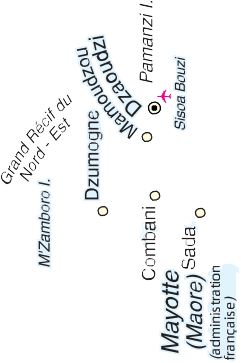 Grand Récif du
Nord - Est
M'Zamboro I.
Dzumogne
Mamoudzou
Dzaoudzi
Pamanzi I.
Sisoa Bouzi
Combani
Sada
Mayotte
(Maore)
(administration
française)